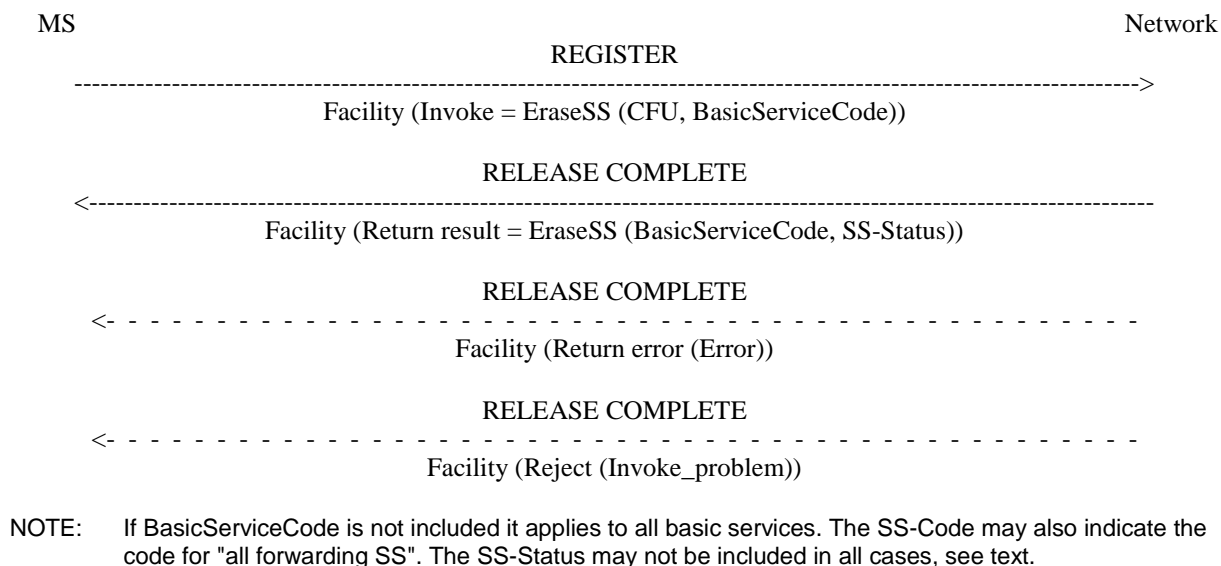 MS Network
REGISTER
------------------------------------------------------------------------------------------------------------------------>
Facility (Invoke = EraseSS (CFU, BasicServiceCode))
RELEASE COMPLETE
<------------------------------------------------------------------------------------------------------------------------
Facility (Return result = EraseSS (BasicServiceCode, SS-Status))
RELEASE COMPLETE
<- - - - - - - - - - - - - - - - - - - - - - - - - - - - - - - - - - - - - - - - - - - - - - - -
Facility (Return error (Error))
RELEASE COMPLETE
<- - - - - - - - - - - - - - - - - - - - - - - - - - - - - - - - - - - - - - - - - - - - - - - -
Facility (Reject (Invoke_problem))
NOTE: If BasicServiceCode is not included it applies to all basic services. The SS-Code may also indicate the
code for "all forwarding SS". The SS-Status may not be included in all cases, see text.